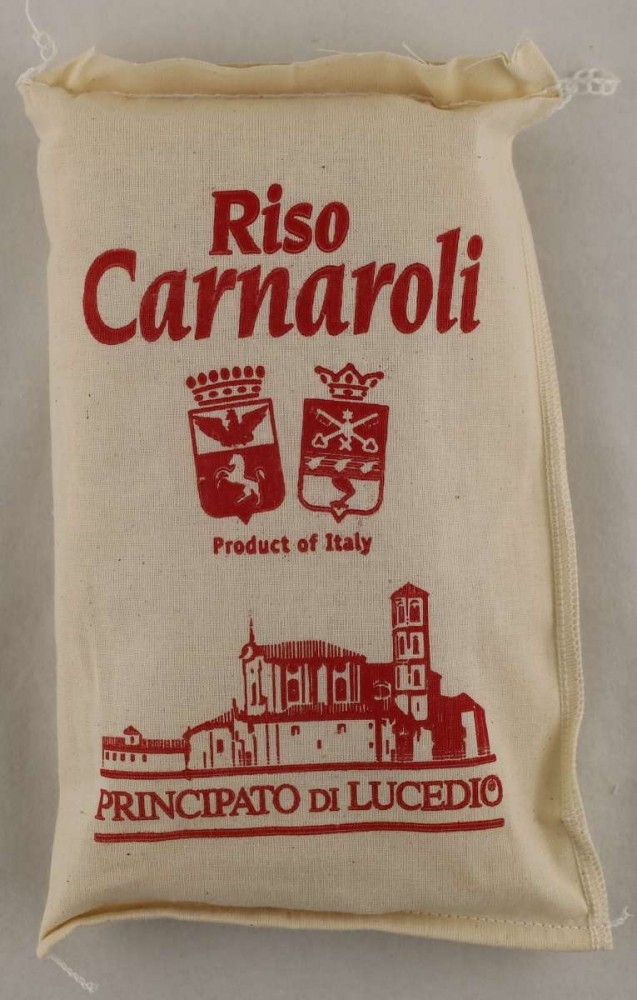 Riso
Carnaroli
Product of Italy
PRINCIPATO DI LUCEDIO